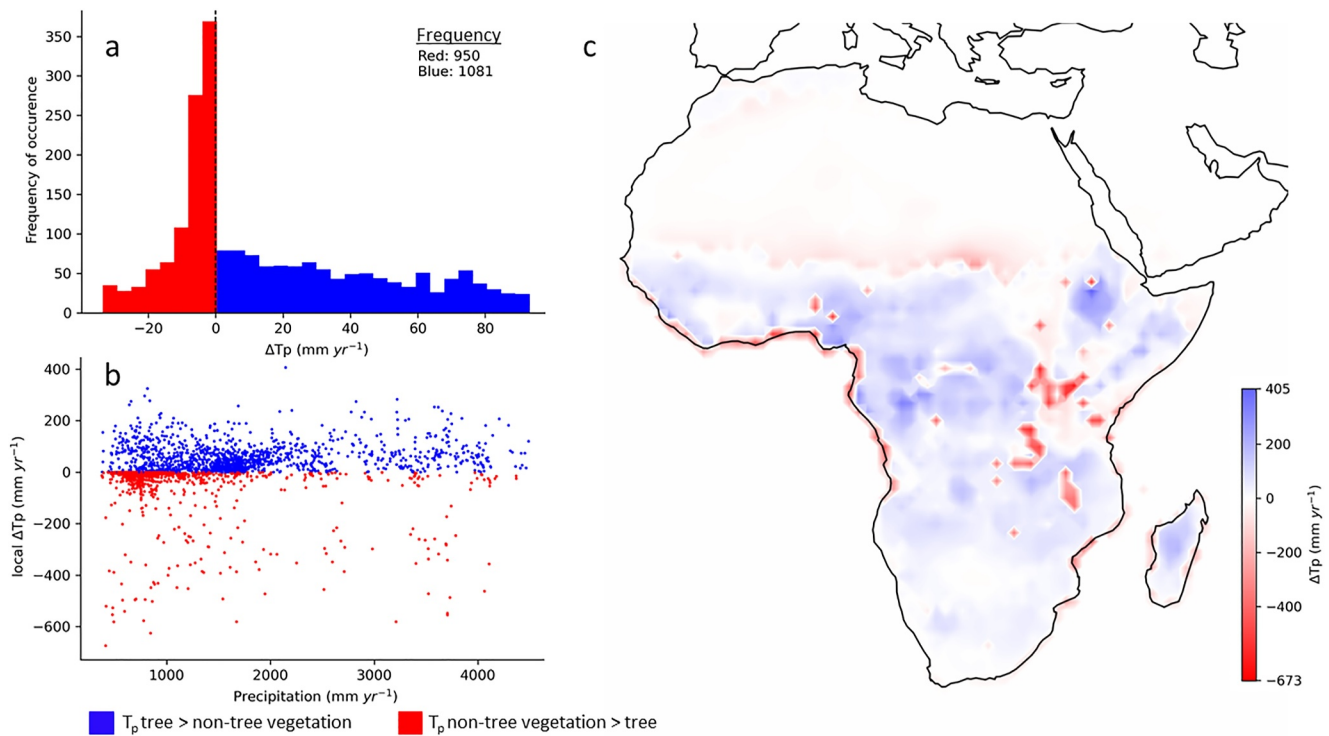 a
Frequency
Red: 950
Blue: 1081
Frequency of occurence
350
300
250
200
150
100
50
0
−20
0
20
40
60
80
ΔTp (mm yr⁻¹)
b
local ΔTp (mm yr⁻¹)
400
200
0
−200
−400
−600
1000
2000
3000
4000
Precipitation (mm yr⁻¹)
Tₚ tree > non-tree vegetation
Tₚ non-tree vegetation > tree
c
405
200
0
−200
−400
−673
ΔTp (mm yr⁻¹)